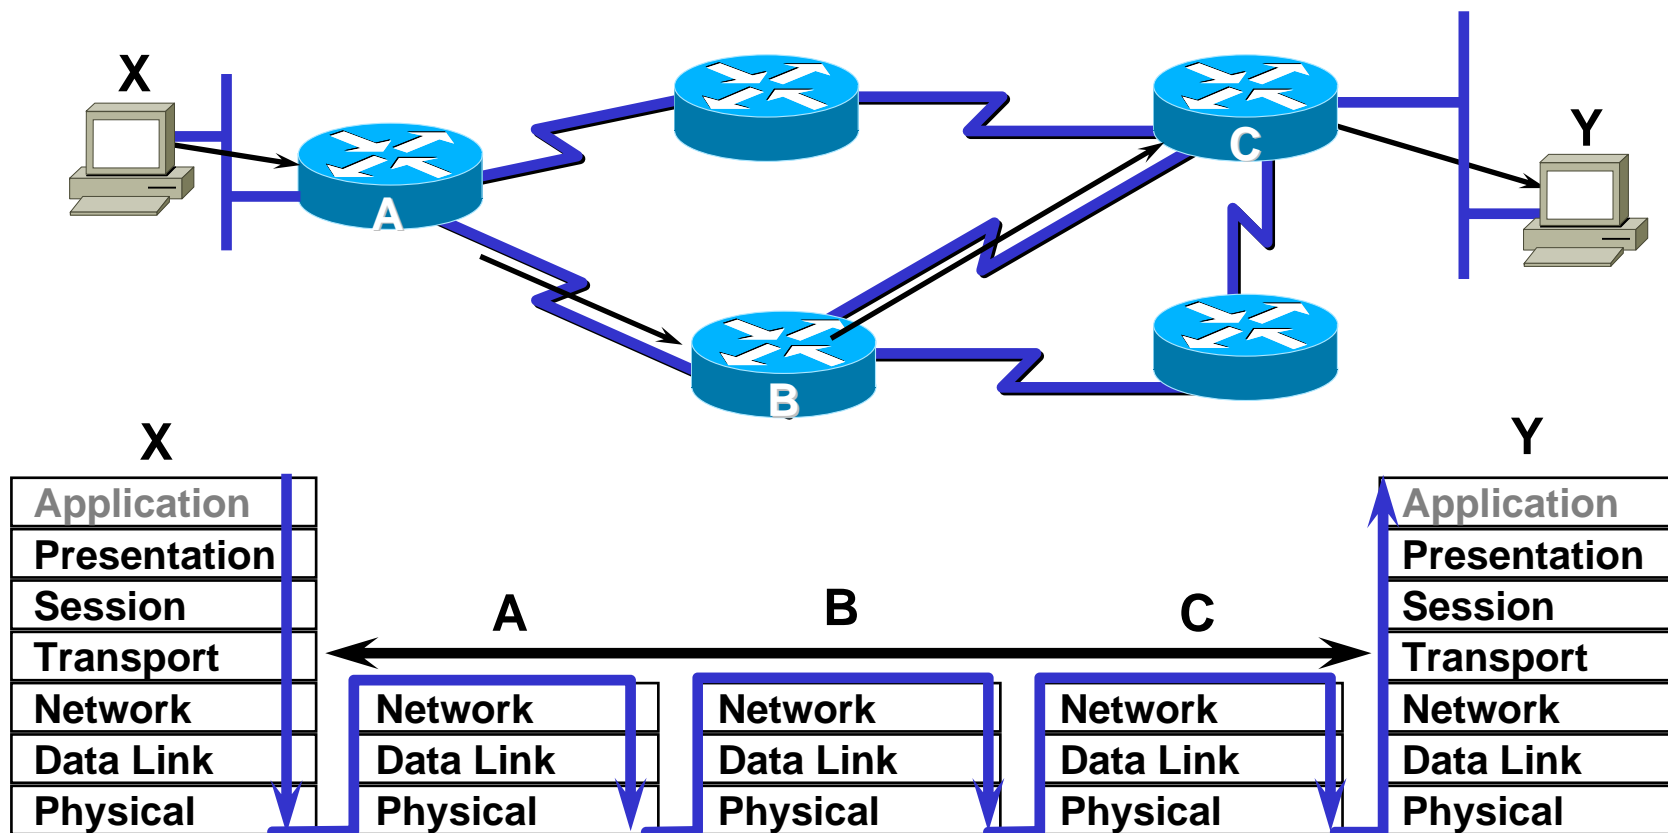 X
Y
A
B
C
X
Y
Application
Presentation
Session
Transport
Network
Data Link
Physical
A
B
C
Network
Data Link
Physical
Network
Data Link
Physical
Network
Data Link
Physical
Application
Presentation
Session
Transport
Network
Data Link
Physical